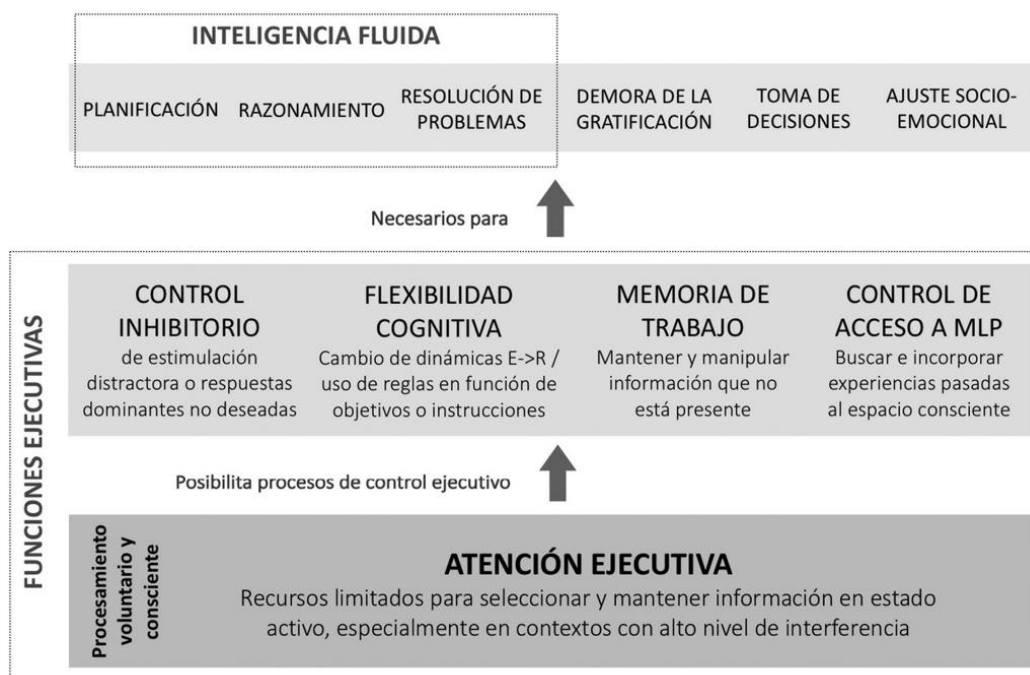 INTELIGENCIA FLUIDA
PLANIFICACIÓN
RAZONAMIENTO
RESOLUCIÓN DE
PROBLEMAS
DEMORA DE LA
GRATIFICACIÓN
TOMA DE
DECISIONES
AJUSTE SOCIO-
EMOCIONAL
Necesarios para
FUNCIONES EJECUTIVAS
CONTROL
INHIBITORIO
de estimulación
distractora o respuestas
dominantes no deseadas
FLEXIBILIDAD
COGNITIVA
Cambio de dinámicas E->R /
uso de reglas en función de
objetivos o instrucciones
MEMORIA DE
TRABAJO
Mantener y manipular
información que no
está presente
CONTROL DE
ACCESO A MLP
Buscar e incorporar
experiencias pasadas
al espacio consciente
Posibilita procesos de control ejecutivo
Procesamiento
voluntario y
consciente
ATENCIÓN EJECUTIVA
Recursos limitados para seleccionar y mantener información en estado
activo, especialmente en contextos con alto nivel de interferencia